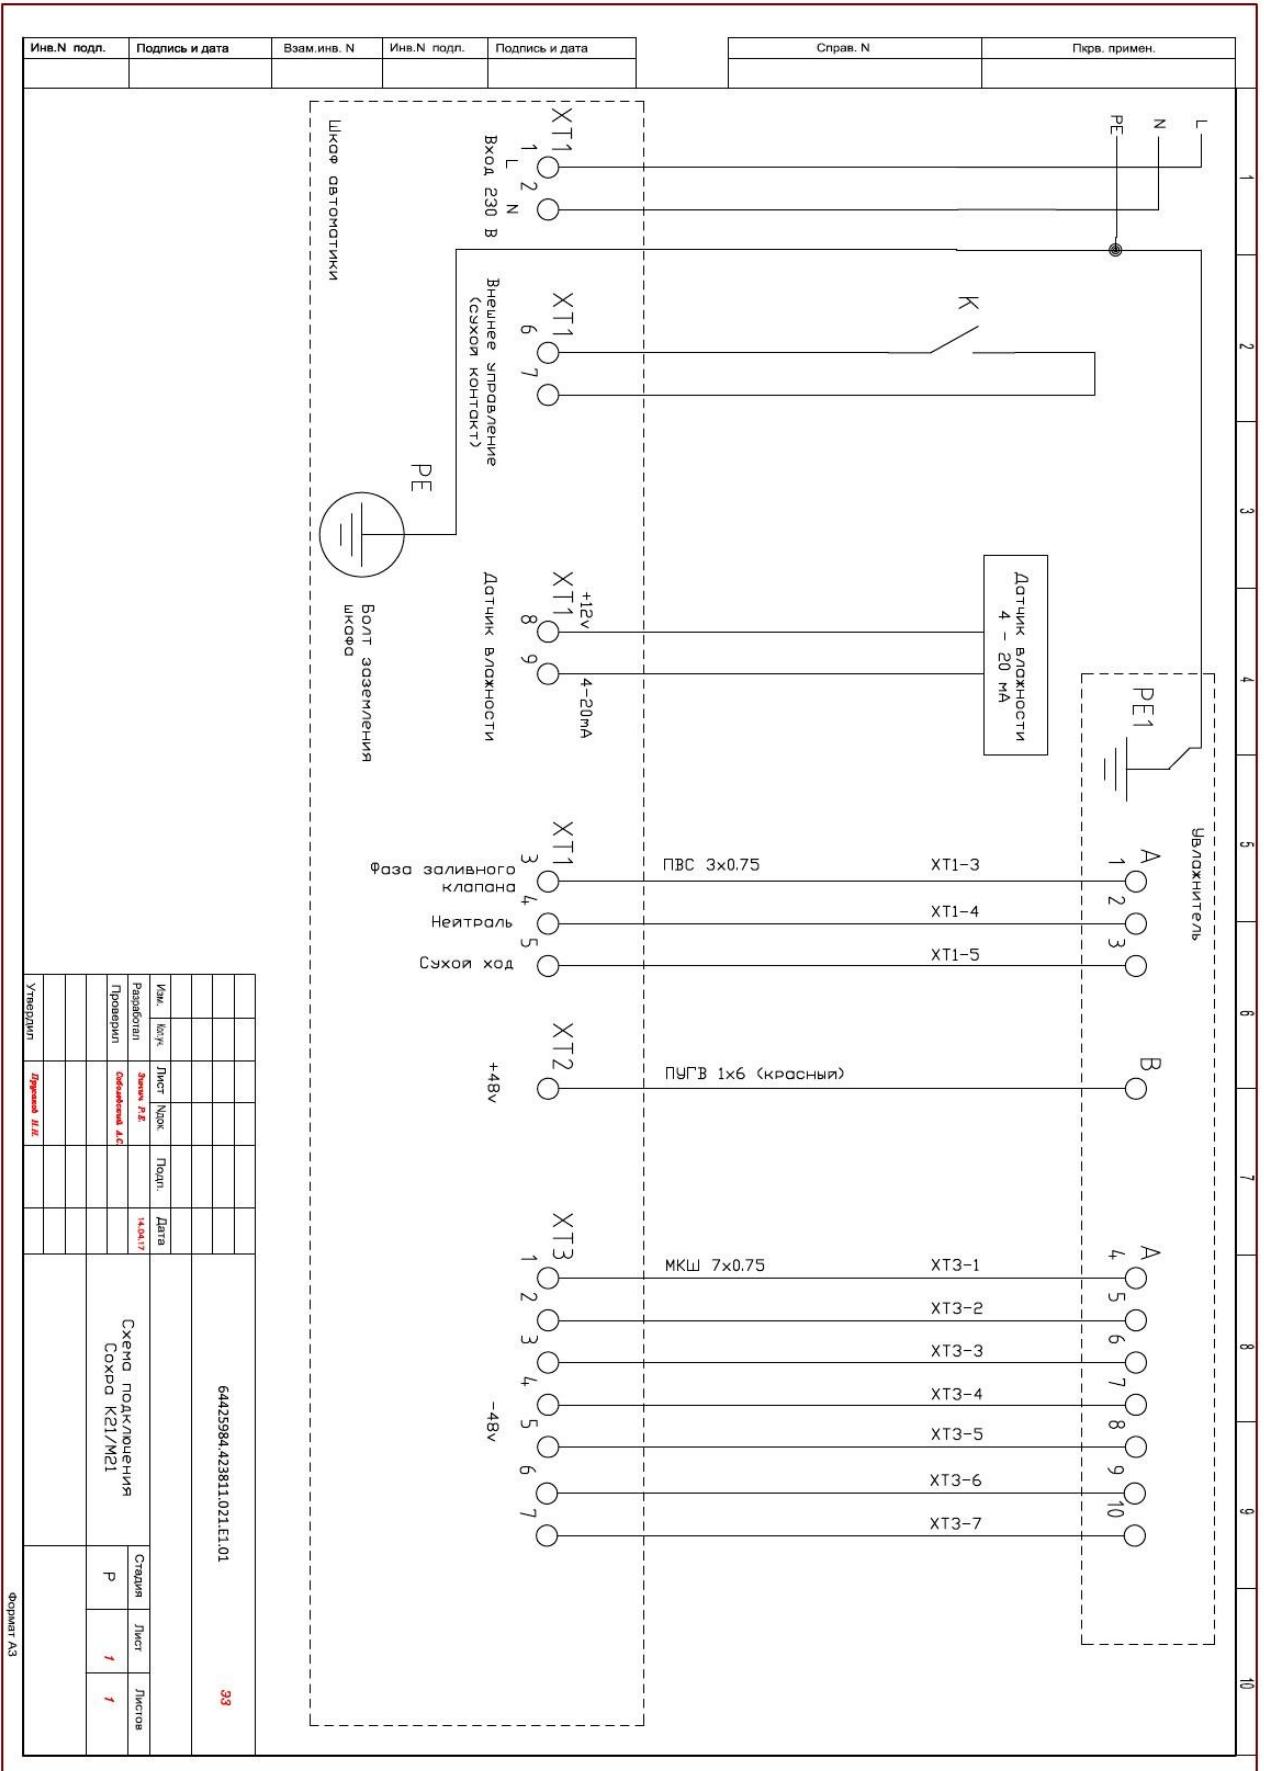 Инв.N подл.
Подпись и дата
Взам.инв. N
Инв.N подл.
Подпись и дата
Справ. N
Пкрв. примен.
1
2
3
4
5
6
7
8
9
10
L
N
PE
XT1
1
2
L
N
Вход 230 В
Шкаф автоматики
К
XT1
6
7
Внешнее управление
(сухой контакт)
PE
Болт заземления
шкафа
Датчик влажности
4 - 20 мА
XT1
+12v
4-20mA
8
9
Датчик влажности
PE1
Увлажнитель
XT1
3
4
5
Фаза заливного
клапана
Нейтраль
Сухой ход
ПВС 3x0.75
XT1-3
XT1-4
XT1-5
A
1
2
3
XT2
+48v
ПУГВ 1x6 (красный)
B
XT3
1
2
3
4
5
6
7
-48v
МКШ 7x0.75
XT3-1
XT3-2
XT3-3
XT3-4
XT3-5
XT3-6
XT3-7
A
4
5
6
7
8
9
10
64425984.423811.021.E1.01
ЭЗ
Изм.
Кол.уч.
Лист
Nдок
Подп.
Дата
Разработал
Р.В.
14.04.17
Проверил
Соболевский А.С.
Утвердил
Прусаков Н.Н.
Схема подключения
Сохра К21/М21
Стадия
Лист
Листов
Р
1
1
Формат А3